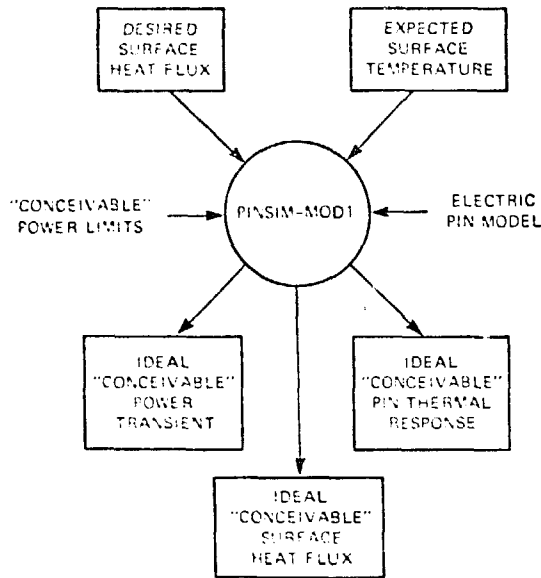 DESIRED
SURFACE
HEAT FLUX
EXPECTED
SURFACE
TEMPERATURE
"CONCEIVABLE"
POWER LIMITS
PINSIM-MOD1
ELECTRIC
PIN MODEL
IDEAL
"CONCEIVABLE"
POWER
TRANSIENT
IDEAL
"CONCEIVABLE"
PIN THERMAL
RESPONSE
IDEAL
"CONCEIVABLE"
SURFACE
HEAT FLUX